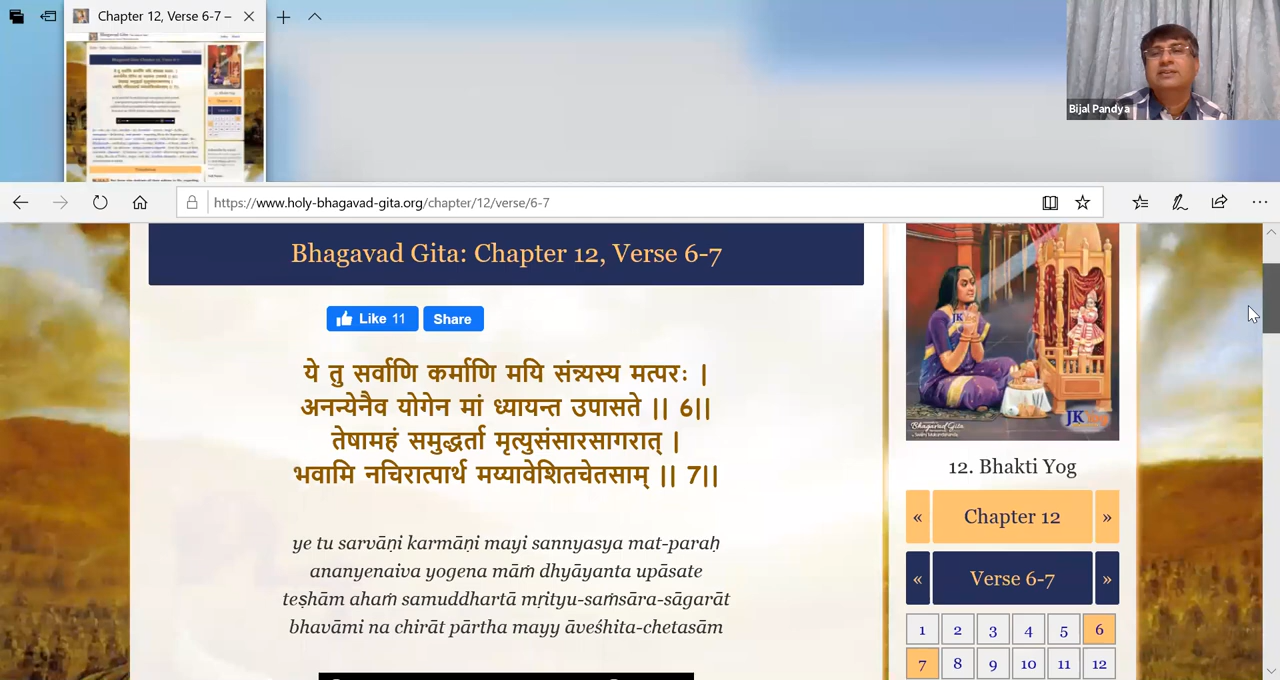 Chapter 12, Verse 6-7 –
Bijal Pandya
https://www.holy-bhagavad-gita.org/chapter/12/verse/6-7
Bhagavad Gita: Chapter 12, Verse 6-7
Like 11 Share
ये तु सर्वाणि कर्माणि मयि संन्न्यस्य मत्परः |
अनन्येनैव योगेन मां ध्यायन्त उपासते || 6||
तेषामहं समुद्धर्ता मृत्युसंसारसागरात् |
भवामि नचिरात्पार्थ मय्यावेशितचेतसाम् || 7||
ye tu sarvāṇi karmāṇi mayi sannyasya mat-paraḥ
ananyenaiva yogena māṁ dhyāyanta upāsate
teṣhām ahaṁ samuddhartā mṛityu-saṁsāra-sāgarāt
bhavāmi na chirāt pārtha mayy āveśhita-chetasām
JK
Bhagavad Gita
JK
12. Bhakti Yog
« Chapter 12 »
« Verse 6-7 »
1 2 3 4 5 6
7 8 9 10 11 12